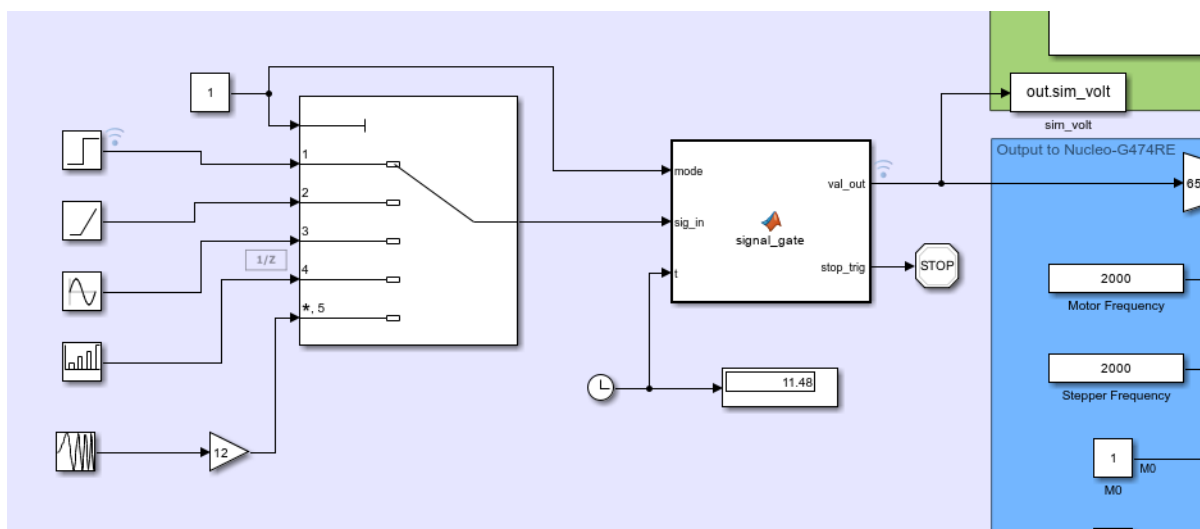 1
out.sim_volt
sim_volt
1
2
3
4
*, 5
1/Z
12
mode
sig_in
t
signal_gate
val_out
stop_trig
STOP
11.48
Output to Nucleo-G474RE
65
2000
Motor Frequency
2000
Stepper Frequency
1
M0
M0